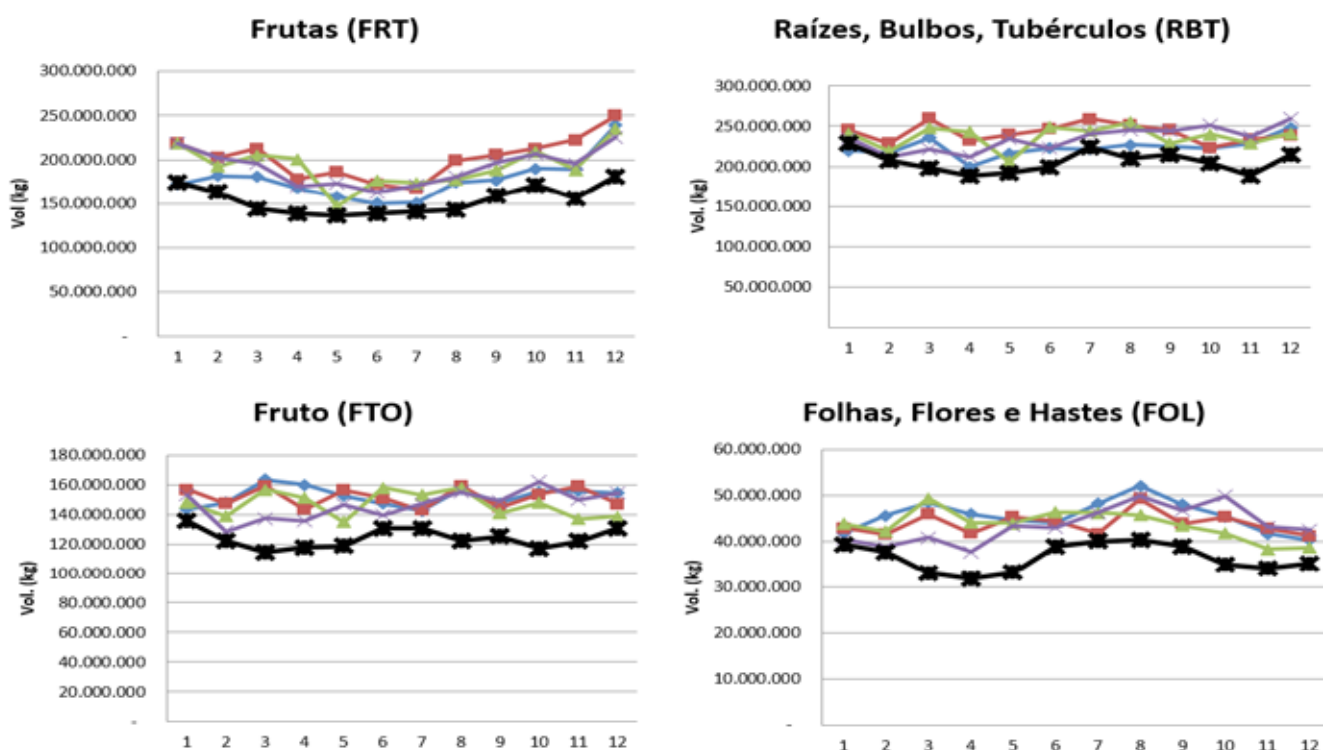 Frutas (FRT)
300.000.000
250.000.000
200.000.000
150.000.000
100.000.000
50.000.000
-
Vol (kg)
1 2 3 4 5 6 7 8 9 10 11 12
Raízes, Bulbos, Tubérculos (RBT)
300.000.000
250.000.000
200.000.000
150.000.000
100.000.000
50.000.000
Vol. (kg)
1 2 3 4 5 6 7 8 9 10 11 12
Fruto (FTO)
180.000.000
160.000.000
140.000.000
120.000.000
100.000.000
80.000.000
60.000.000
40.000.000
20.000.000
-
Vol. (kg)
1 2 3 4 5 6 7 8 9 10 11 12
Folhas, Flores e Hastes (FOL)
60.000.000
50.000.000
40.000.000
30.000.000
20.000.000
10.000.000
-
Vol. (kg)
1 2 3 4 5 6 7 8 9 10 11 12